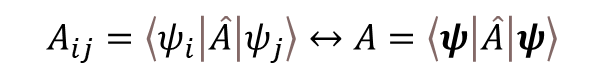 A_{ij} = ⟨ψ_i|Â|ψ_j⟩ ↔ A = ⟨𝛙|Â|𝛙⟩